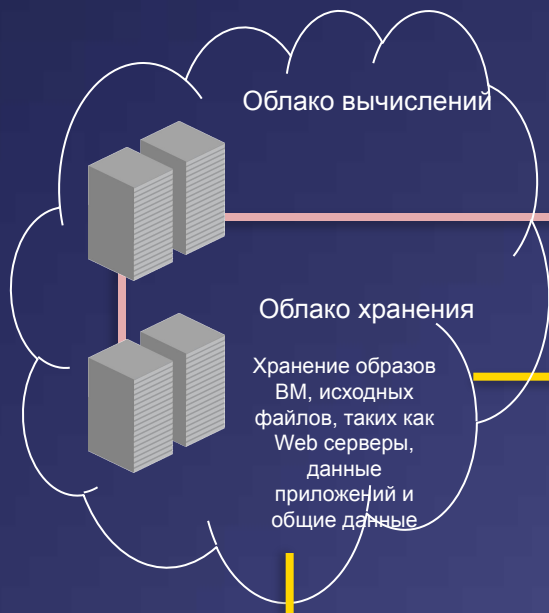 Облако вычислений
Облако хранения
Хранение образов
ВМ, исходных
файлов, таких как
Web серверы,
данные
приложений и
общие данные